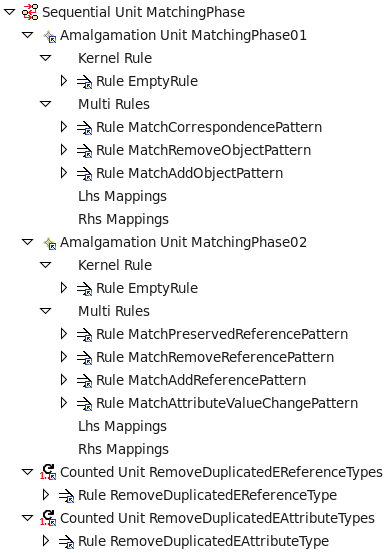 Sequential Unit MatchingPhase
Amalgamation Unit MatchingPhase01
Kernel Rule
Rule EmptyRule
Multi Rules
Rule MatchCorrespondencePattern
Rule MatchRemoveObjectPattern
Rule MatchAddObjectPattern
Lhs Mappings
Rhs Mappings
Amalgamation Unit MatchingPhase02
Kernel Rule
Rule EmptyRule
Multi Rules
Rule MatchPreservedReferencePattern
Rule MatchRemoveReferencePattern
Rule MatchAddReferencePattern
Rule MatchAttributeValueChangePattern
Lhs Mappings
Rhs Mappings
Counted Unit RemoveDuplicatedEReferenceTypes
Rule RemoveDuplicatedEReferenceType
Counted Unit RemoveDuplicatedEAttributeTypes
Rule RemoveDuplicatedEAttributeType